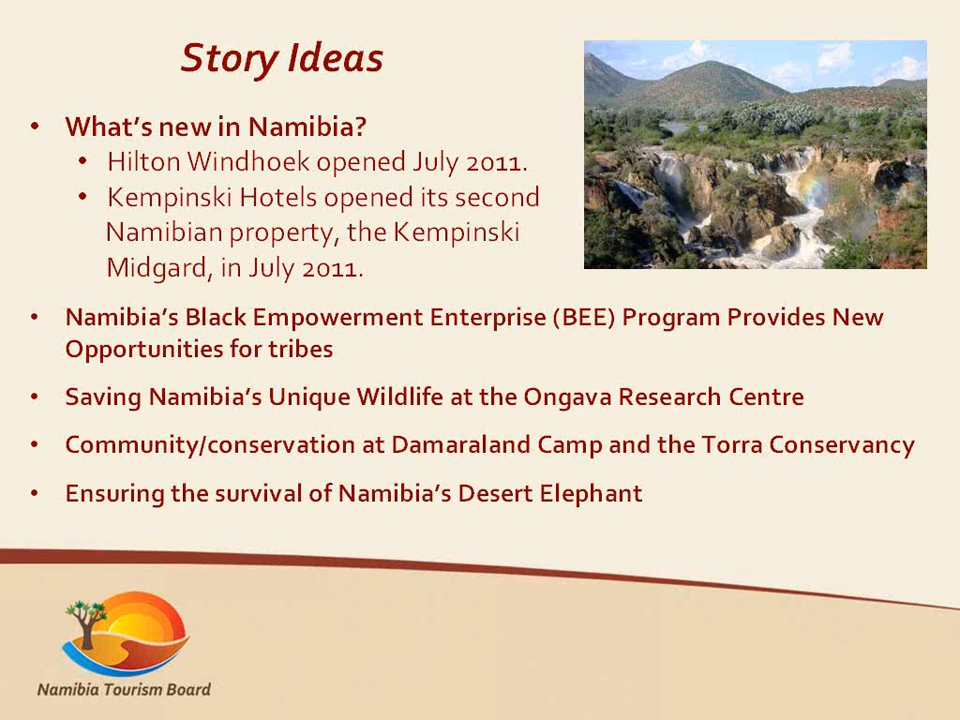 Story Ideas
• What’s new in Namibia?
• Hilton Windhoek opened July 2011.
• Kempinski Hotels opened its second
Namibian property, the Kempinski
Midgard, in July 2011.
• Namibia’s Black Empowerment Enterprise (BEE) Program Provides New
Opportunities for tribes
• Saving Namibia’s Unique Wildlife at the Ongava Research Centre
• Community/conservation at Damaraland Camp and the Torra Conservancy
• Ensuring the survival of Namibia’s Desert Elephant
Namibia Tourism Board